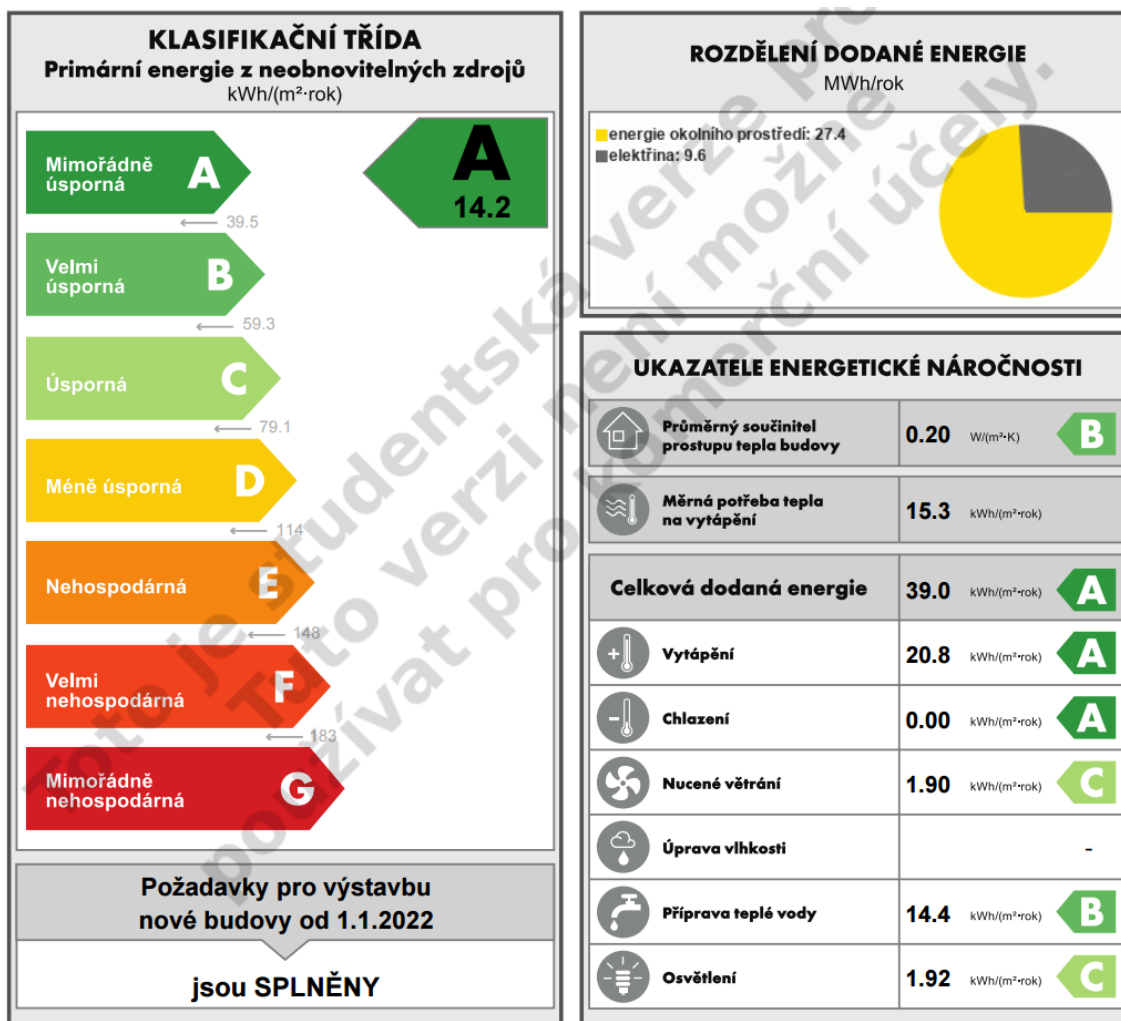 KLASIFIKAČNÍ TŘÍDA
Primární energie z neobnovitelných zdrojů
kWh/(m²·rok)
Mimořádně
úsporná
A
39.5
Velmi
úsporná
B
59.3
Úsporná
C
79.1
Méně úsporná
D
114
Nehospodárná
E
148
Velmi
nehospodárná
F
183
Mimořádně
nehospodárná
G
A
14.2
Požadavky pro výstavbu
nové budovy od 1.1.2022
jsou SPLNĚNY
ROZDĚLENÍ DODANÉ ENERGIE
MWh/rok
energie okolního prostředí: 27.4
elektřina: 9.6
UKAZATELE ENERGETICKÉ NÁROČNOSTI
Průměrný součinitel
prostupu tepla budovy
0.20 W/(m²·K) B
Měrná potřeba tepla
na vytápění
15.3 kWh/(m²·rok)
Celková dodaná energie 39.0 kWh/(m²·rok) A
Vytápění 20.8 kWh/(m²·rok) A
Chlazení 0.00 kWh/(m²·rok) A
Nucené větrání 1.90 kWh/(m²·rok) C
Úprava vlhkosti -
Příprava teplé vody 14.4 kWh/(m²·rok) B
Osvětlení 1.92 kWh/(m²·rok) C
Toto je studentská verze
Tuto verzi není možné
používat pro komerční účely.